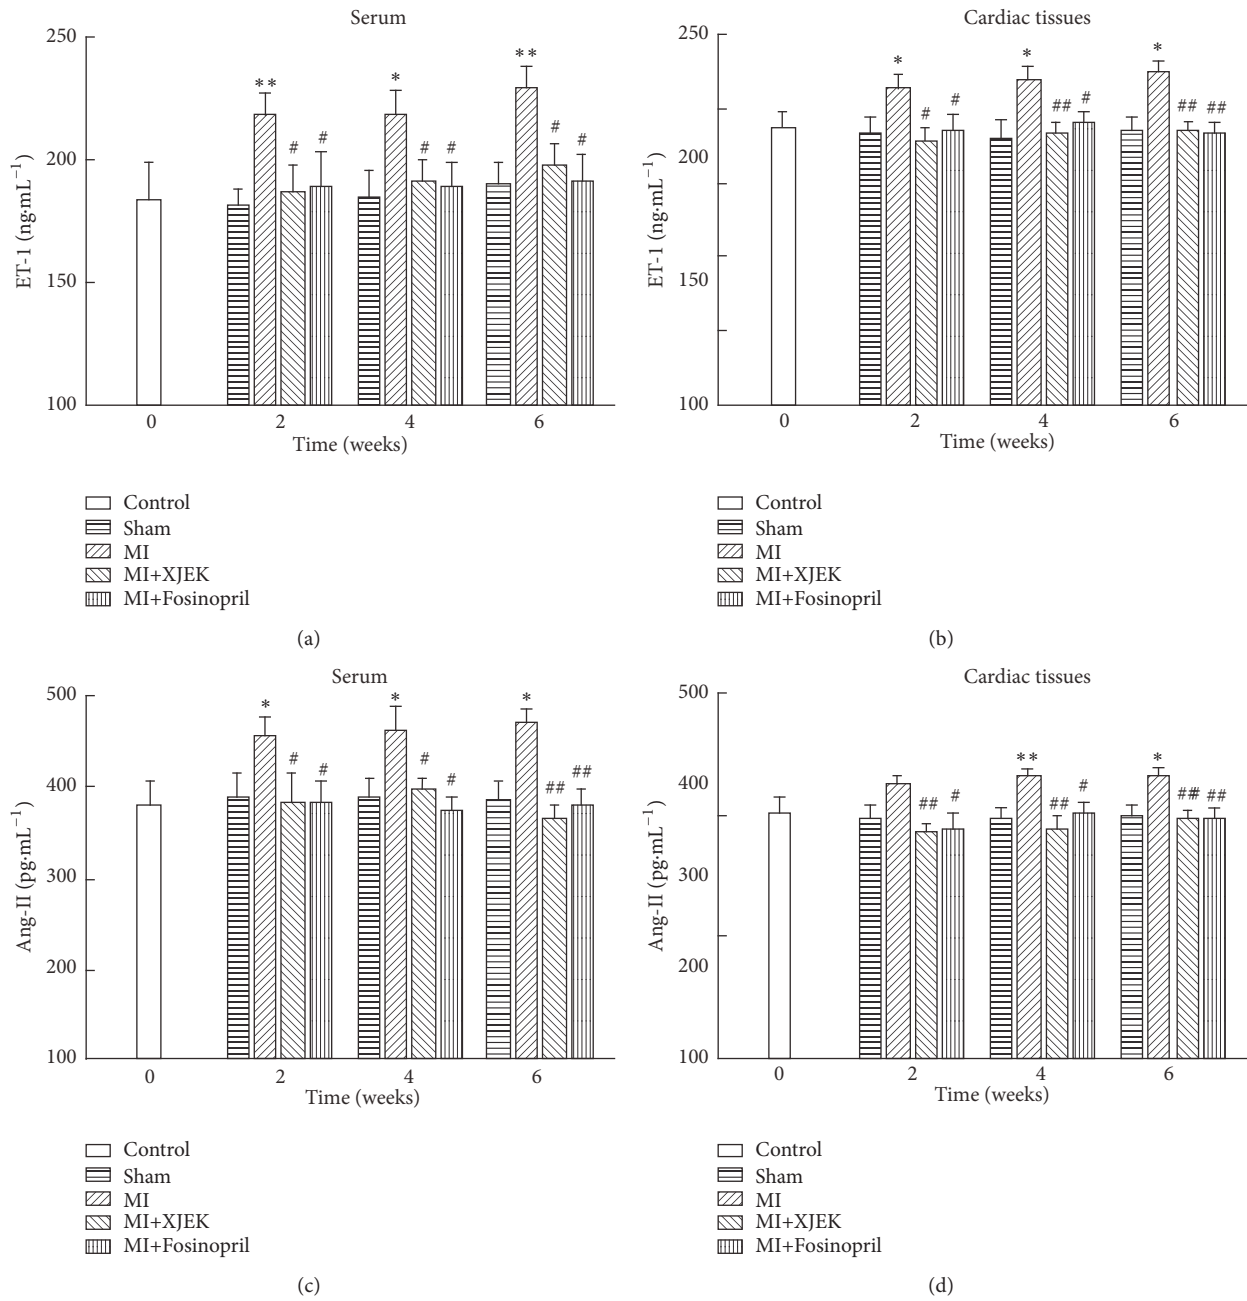 Serum
250
200
150
100
ET-1 (ng·mL−1)
** # # * # # ** # #
0 2 4 6
Time (weeks)
Control
Sham
MI
MI+XJEK
MI+Fosinopril
(a)
Cardiac tissues
250
200
150
100
ET-1 (ng·mL−1)
* # # * ## # * ## ##
0 2 4 6
Time (weeks)
Control
Sham
MI
MI+XJEK
MI+Fosinopril
(b)
Serum
500
400
300
200
100
Ang-II (pg·mL−1)
* # # * # # * ## ##
0 2 4 6
Time (weeks)
Control
Sham
MI
MI+XJEK
MI+Fosinopril
(c)
Cardiac tissues
500
400
300
200
100
Ang-II (pg·mL−1)
## # ** ## # * ## ##
0 2 4 6
Time (weeks)
Control
Sham
MI
MI+XJEK
MI+Fosinopril
(d)